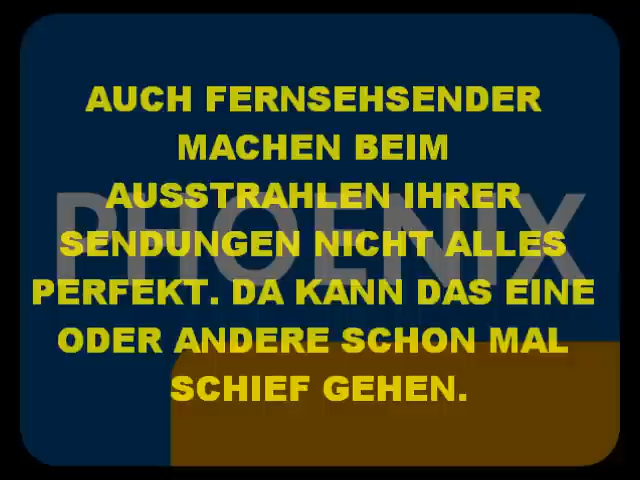 AUCH FERNSEHSENDER
MACHEN BEIM
AUSSTRAHLEN IHRER
PHOENIX
SENDUNGEN NICHT ALLES
PERFEKT. DA KANN DAS EINE
ODER ANDERE SCHON MAL
SCHIEF GEHEN.